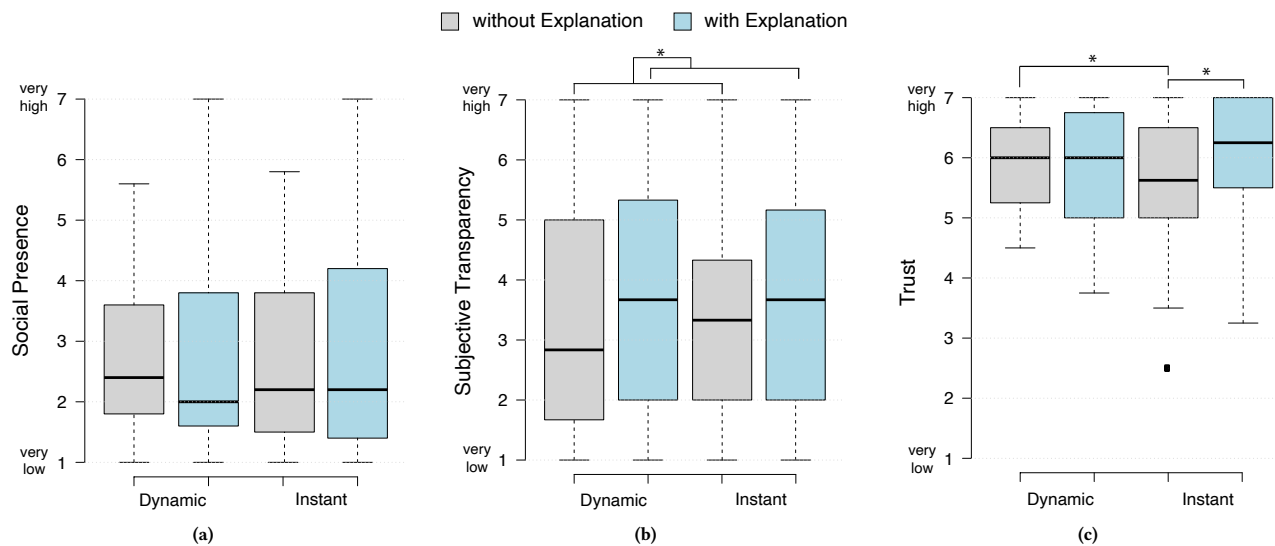 without Explanation with Explanation
very
high
7
6
5
4
3
2
1
very
low
Social Presence
Dynamic Instant
(a)
*
very
high
7
6
5
4
3
2
1
very
low
Subjective Transparency
Dynamic Instant
(b)
*
*
very
high
7
6
5
4
3
2
1
very
low
Trust
Dynamic Instant
(c)